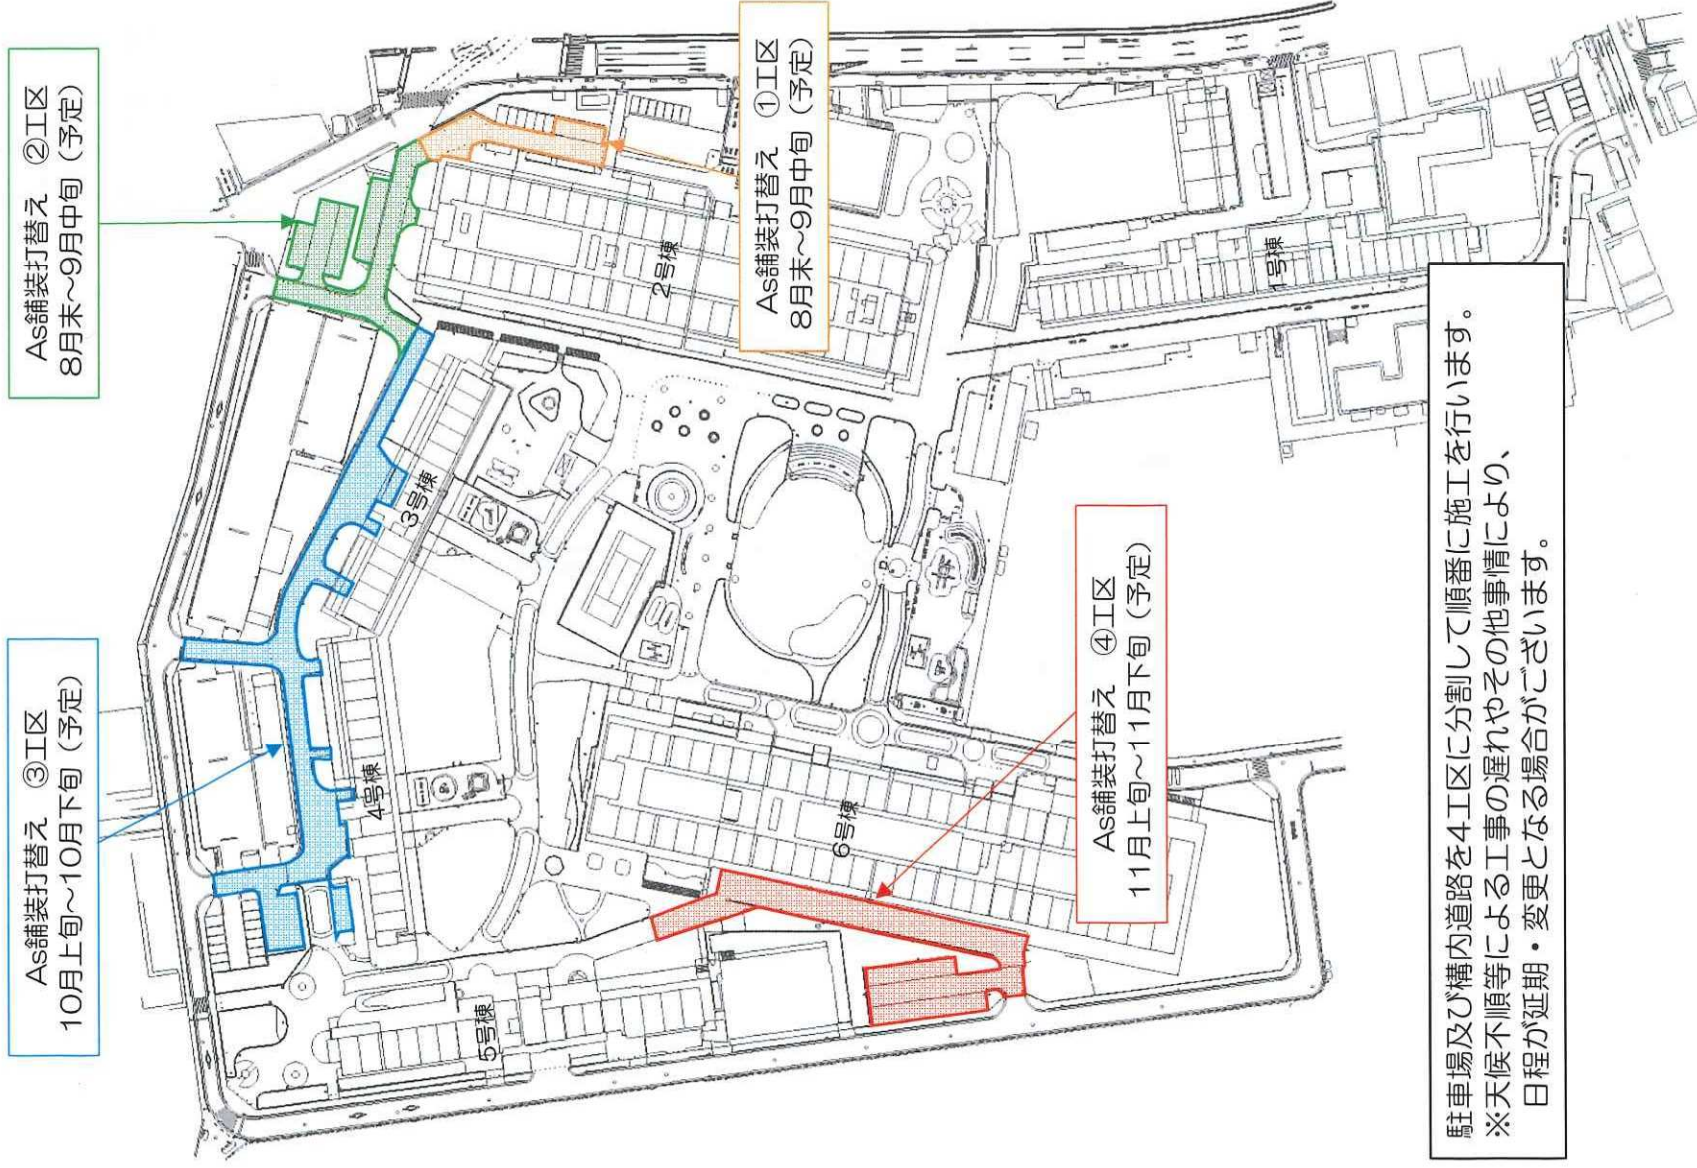 As舗装打替え ③工区
10月上旬~10月下旬(予定)
As舗装打替え ②工区
8月末~9月中旬(予定)
As舗装打替え ①工区
8月末~9月中旬(予定)
As舗装打替え ④工区
11月上旬~11月下旬(予定)
5号棟
4号棟
3号棟
2号棟
6号棟
1号棟
駐車場及び構内道路を4工区に分割して順番に施工を行います。
※天候不順等による工事の遅れやその他事情により、
日程が延期・変更となる場合がございます。